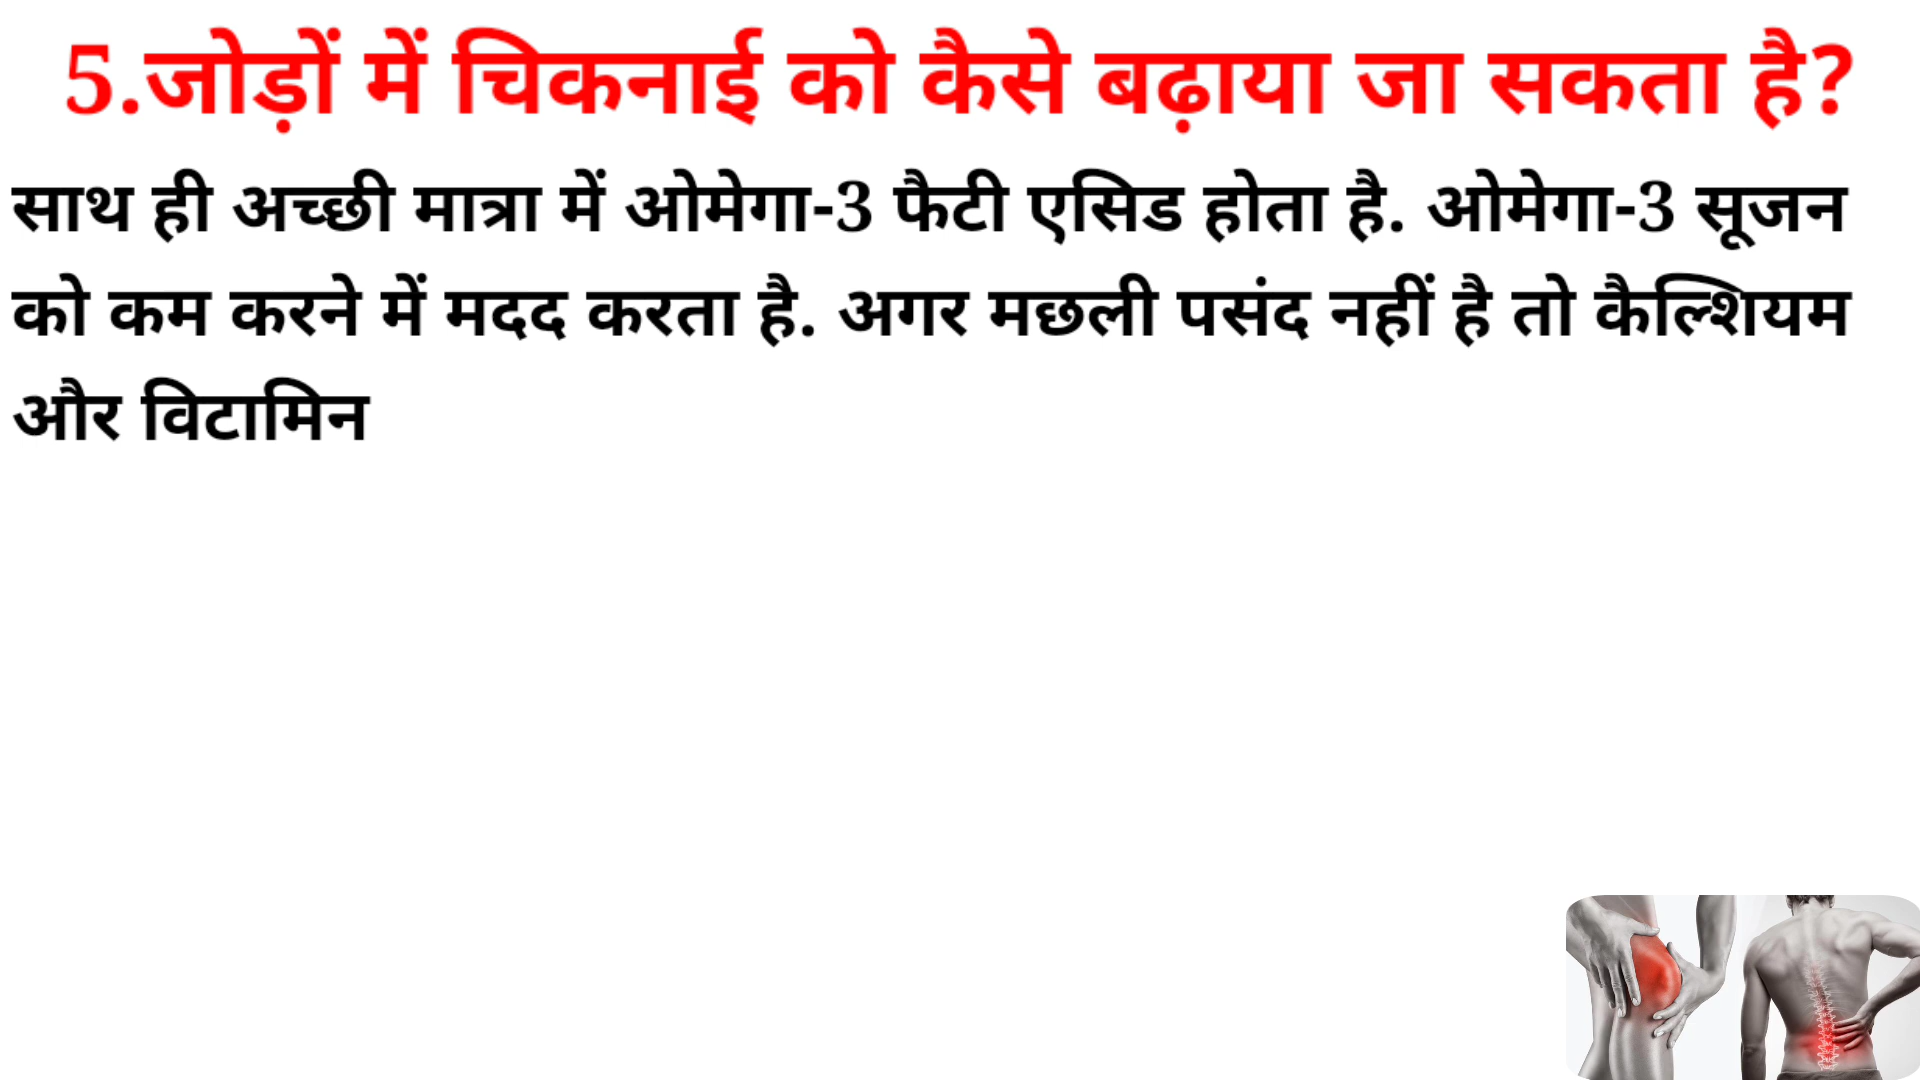 5.जोड़ों में चिकनाई को कैसे बढ़ाया जा सकता है?
साथ ही अच्छी मात्रा में ओमेगा-3 फैटी एसिड होता है. ओमेगा-3 सूजन
को कम करने में मदद करता है. अगर मछली पसंद नहीं है तो कैल्शियम
और विटामिन